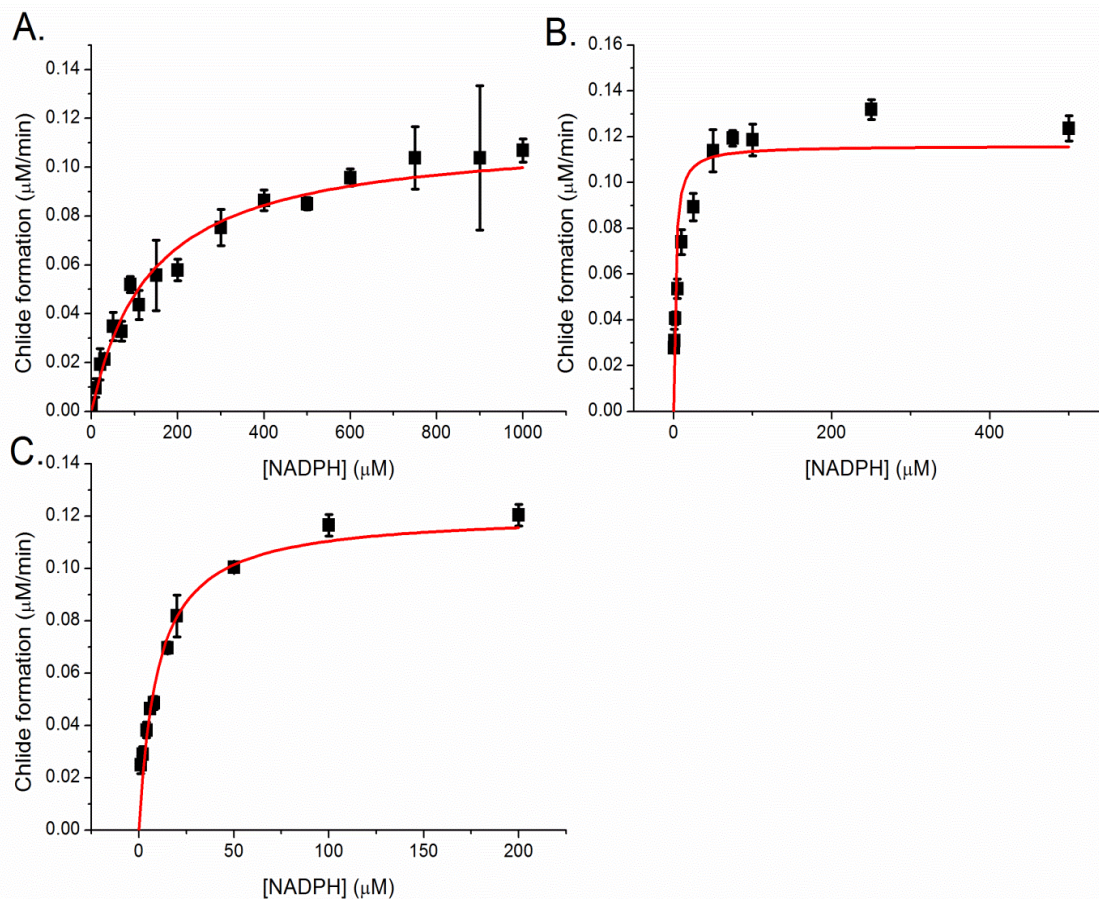 A.
Chlide formation (μM/min)
0.14
0.12
0.10
0.08
0.06
0.04
0.02
0.00
0 200 400 600 800 1000
[NADPH] (μM)
B.
Chlide formation (μM/min)
0.16
0.14
0.12
0.10
0.08
0.06
0.04
0.02
0.00
0 200 400
[NADPH] (μM)
C.
Chlide formation (μM/min)
0.14
0.12
0.10
0.08
0.06
0.04
0.02
0.00
0 50 100 150 200
[NADPH] (μM)